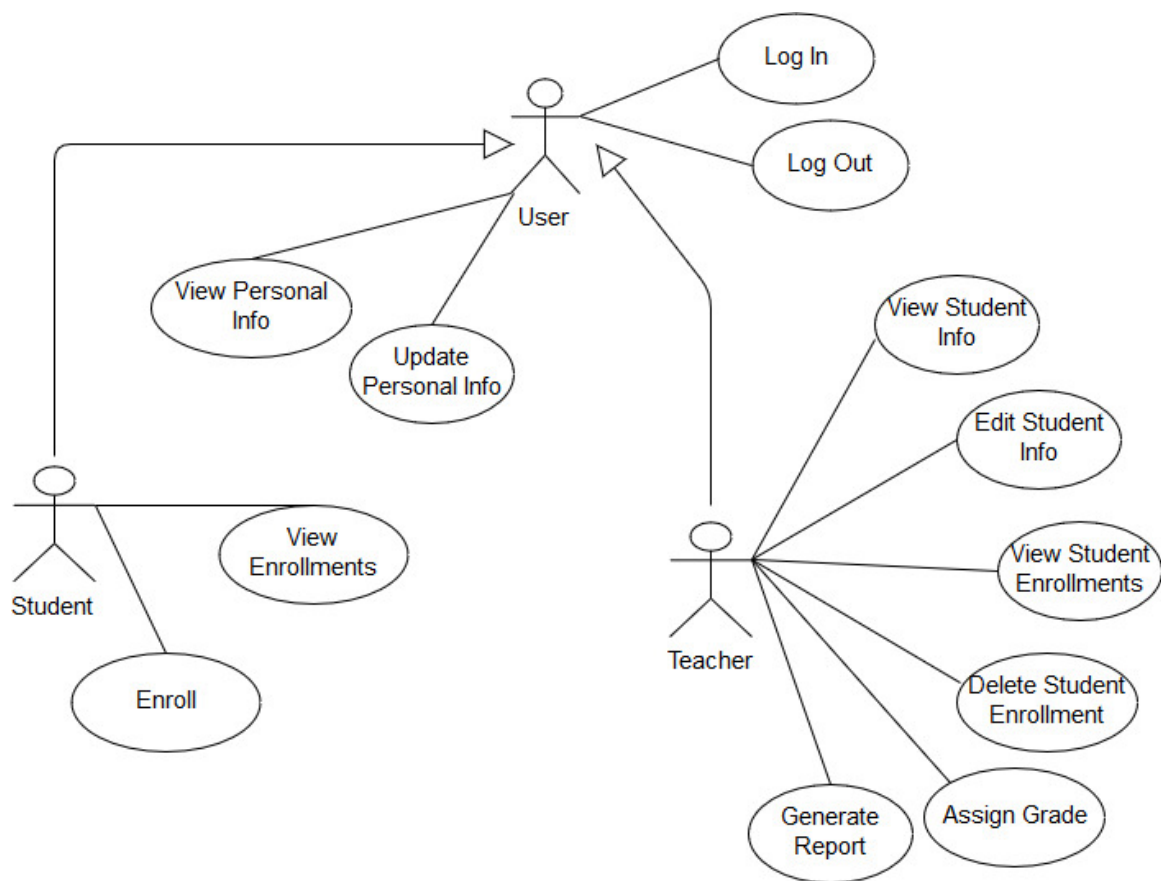 Log In
Log Out
User
View Personal
Info
Update
Personal Info
View Student
Info
Edit Student
Info
View
Enrollments
View Student
Enrollments
Student
Teacher
Enroll
Delete Student
Enrollment
Generate
Report
Assign Grade